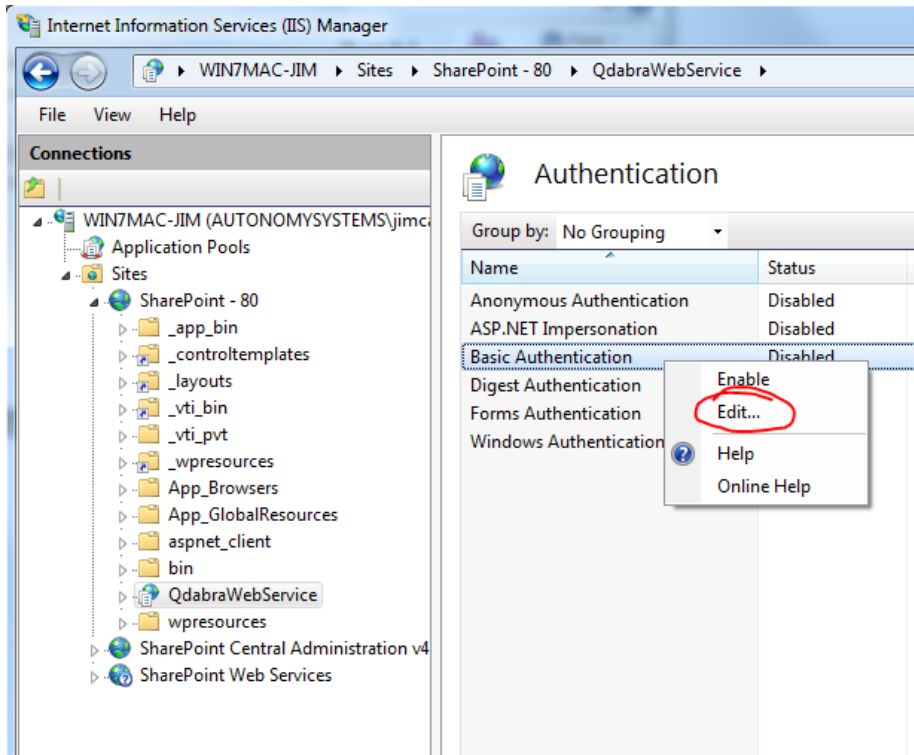 Internet Information Services (IIS) Manager
WIN7MAC-JIM Sites SharePoint - 80 QdabraWebService
File View Help
Connections
WIN7MAC-JIM (AUTONOMYSYSTEMS\jimca
Application Pools
Sites
SharePoint - 80
_app_bin
_controltemplates
_layouts
_vti_bin
_vti_pvt
_wpresources
App_Browsers
App_GlobalResources
aspnet_client
bin
QdabraWebService
wpresources
SharePoint Central Administration v4
SharePoint Web Services
Authentication
Group by: No Grouping
Name Status
Anonymous Authentication Disabled
ASP.NET Impersonation Disabled
Basic Authentication Disabled
Digest Authentication
Forms Authentication
Windows Authentication
Enable
Edit...
Help
Online Help